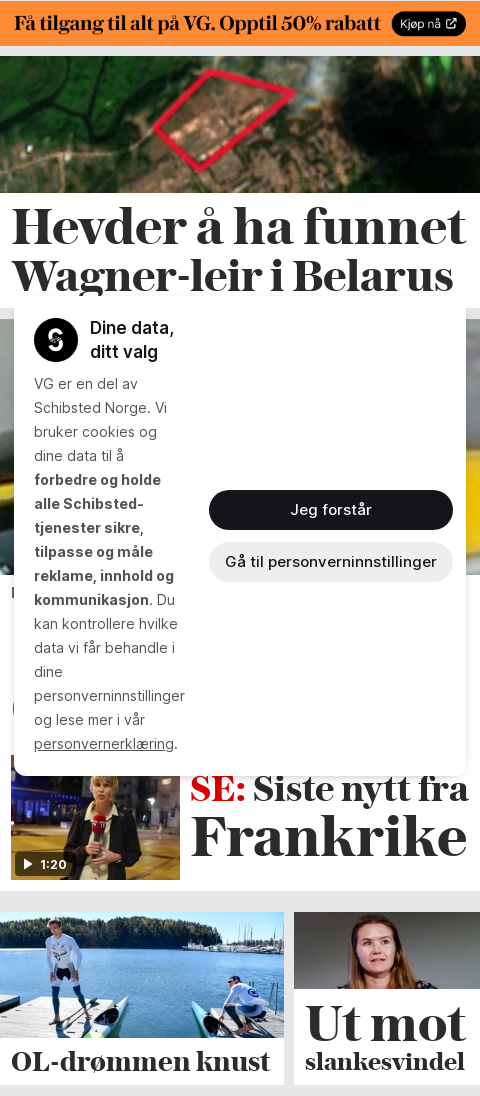 Få tilgang til alt på VG. Opptil 50% rabatt
Kjøp nå
Hevder å ha funnet
Wagner-leir i Belarus
Dine data,
ditt valg
VG er en del av
Schibsted Norge. Vi
bruker cookies og
dine data til å
forbedre og holde
alle Schibsted-
tjenester sikre,
tilpasse og måle
reklame, innhold og
kommunikasjon. Du
kan kontrollere hvilke
data vi får behandle i
dine
personverninnstillinger
og lese mer i vår
personvernerklæring.
Jeg forstår
Gå til personverninnstillinger
1:20
SE: Siste nytt fra
Frankrike
OL-drømmen knust
Ut mot
slankesvindel